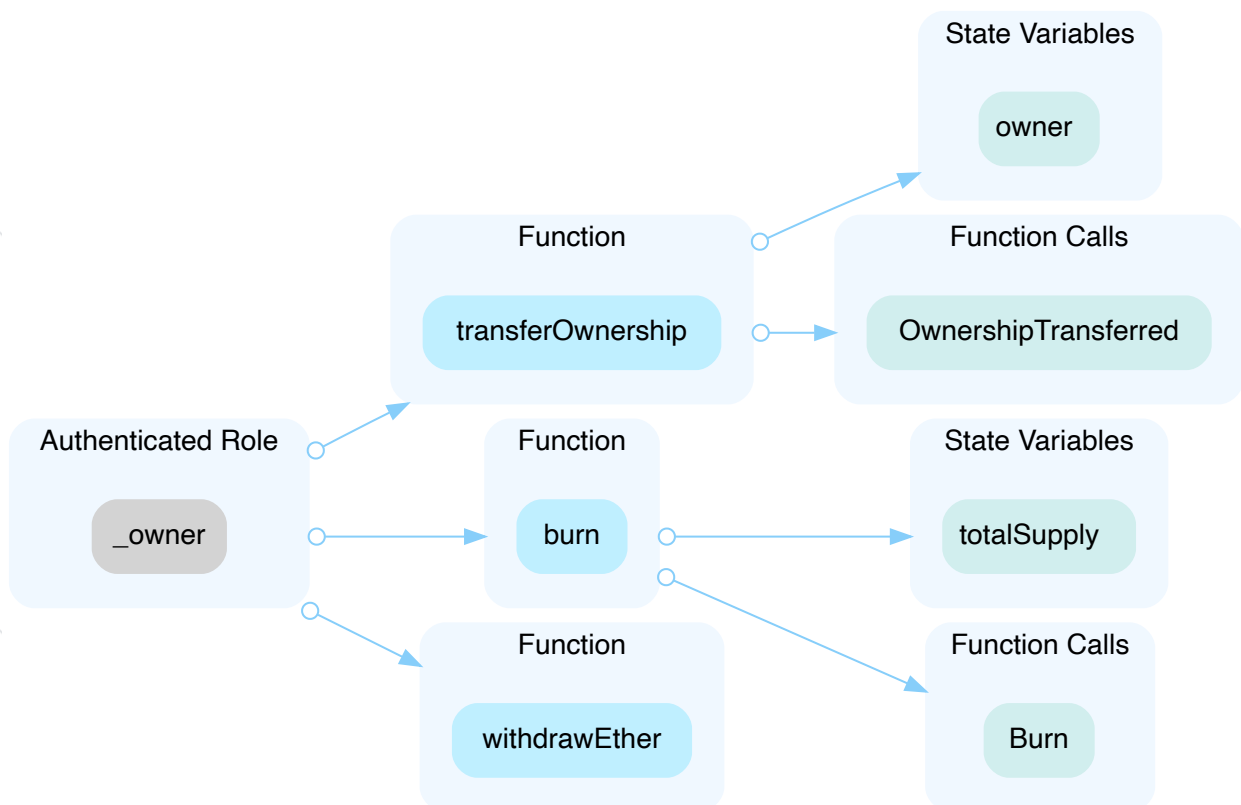 State Variables
owner
Function
Function Calls
transferOwnership
OwnershipTransferred
Authenticated Role
Function
State Variables
_owner
burn
totalSupply
Function
Function Calls
withdrawEther
Burn